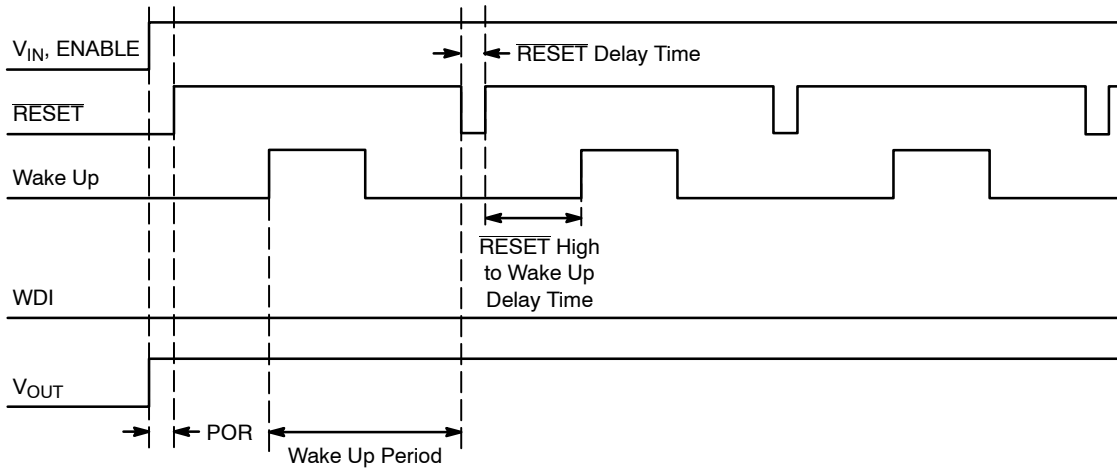 V_IN, ENABLE
RESET Delay Time
RESET
Wake Up
RESET High
to Wake Up
Delay Time
WDI
V_OUT
POR
Wake Up Period